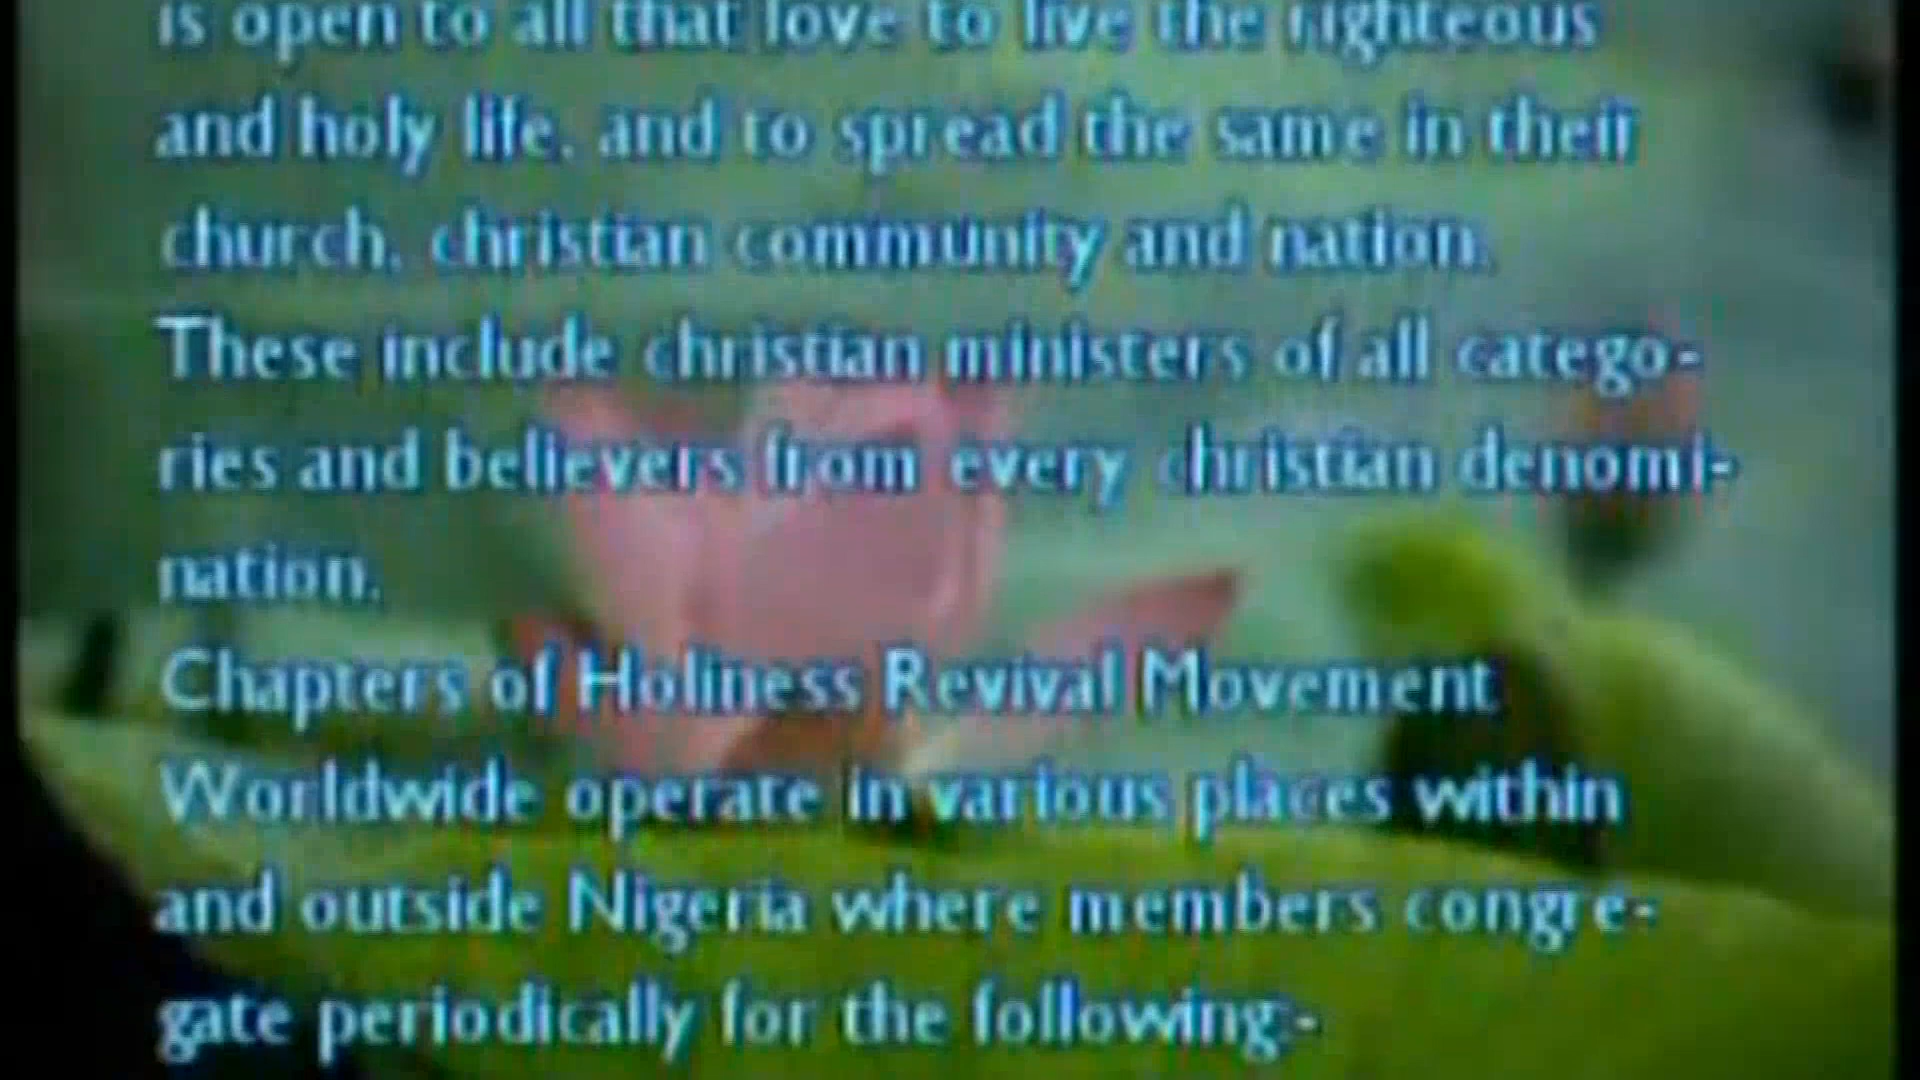 is open to all that love to live the righteous
and holy life, and to spread the same in their
church, christian community and nation.
These include christian ministers of all catego-
ries and believers from every christian denomi-
nation.
Chapters of Holiness Revival Movement
Worldwide operate in various places within
and outside Nigeria where members congre-
gate periodically for the following:-